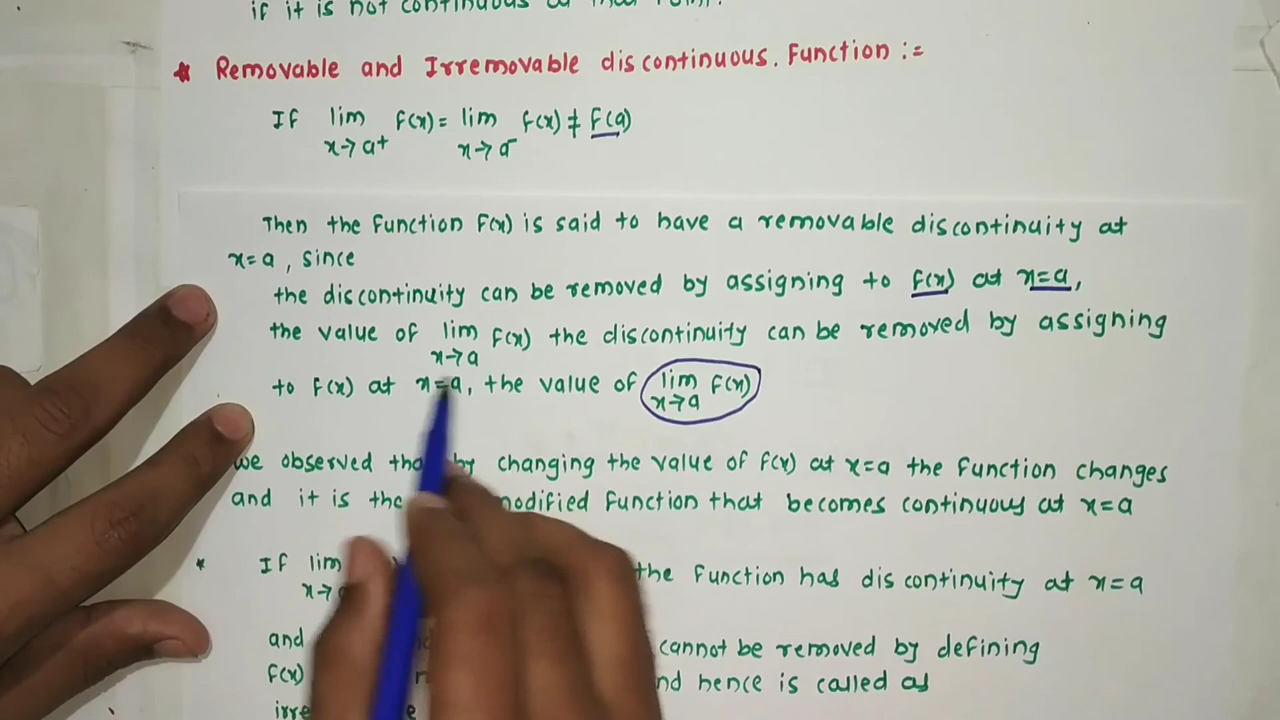 if it is not continuous at that point.
* Removable and Irremovable discontinuous. Function :=
If lim x→a⁺ f(x) = lim x→a⁻ f(x) ≠ f(a)
Then the function f(x) is said to have a removable discontinuity at
x=a, since
the discontinuity can be removed by assigning to f(x) at x=a,
the value of lim x→a f(x) the discontinuity can be removed by assigning
to f(x) at x=a, the value of lim x→a f(x)
we observed by changing the value of f(x) at x=a the function changes
and it is the modified function that becomes continuous at x=a
* If lim x→ the function has discontinuity at x=a
and cannot be removed by defining
f(x) and hence is called as